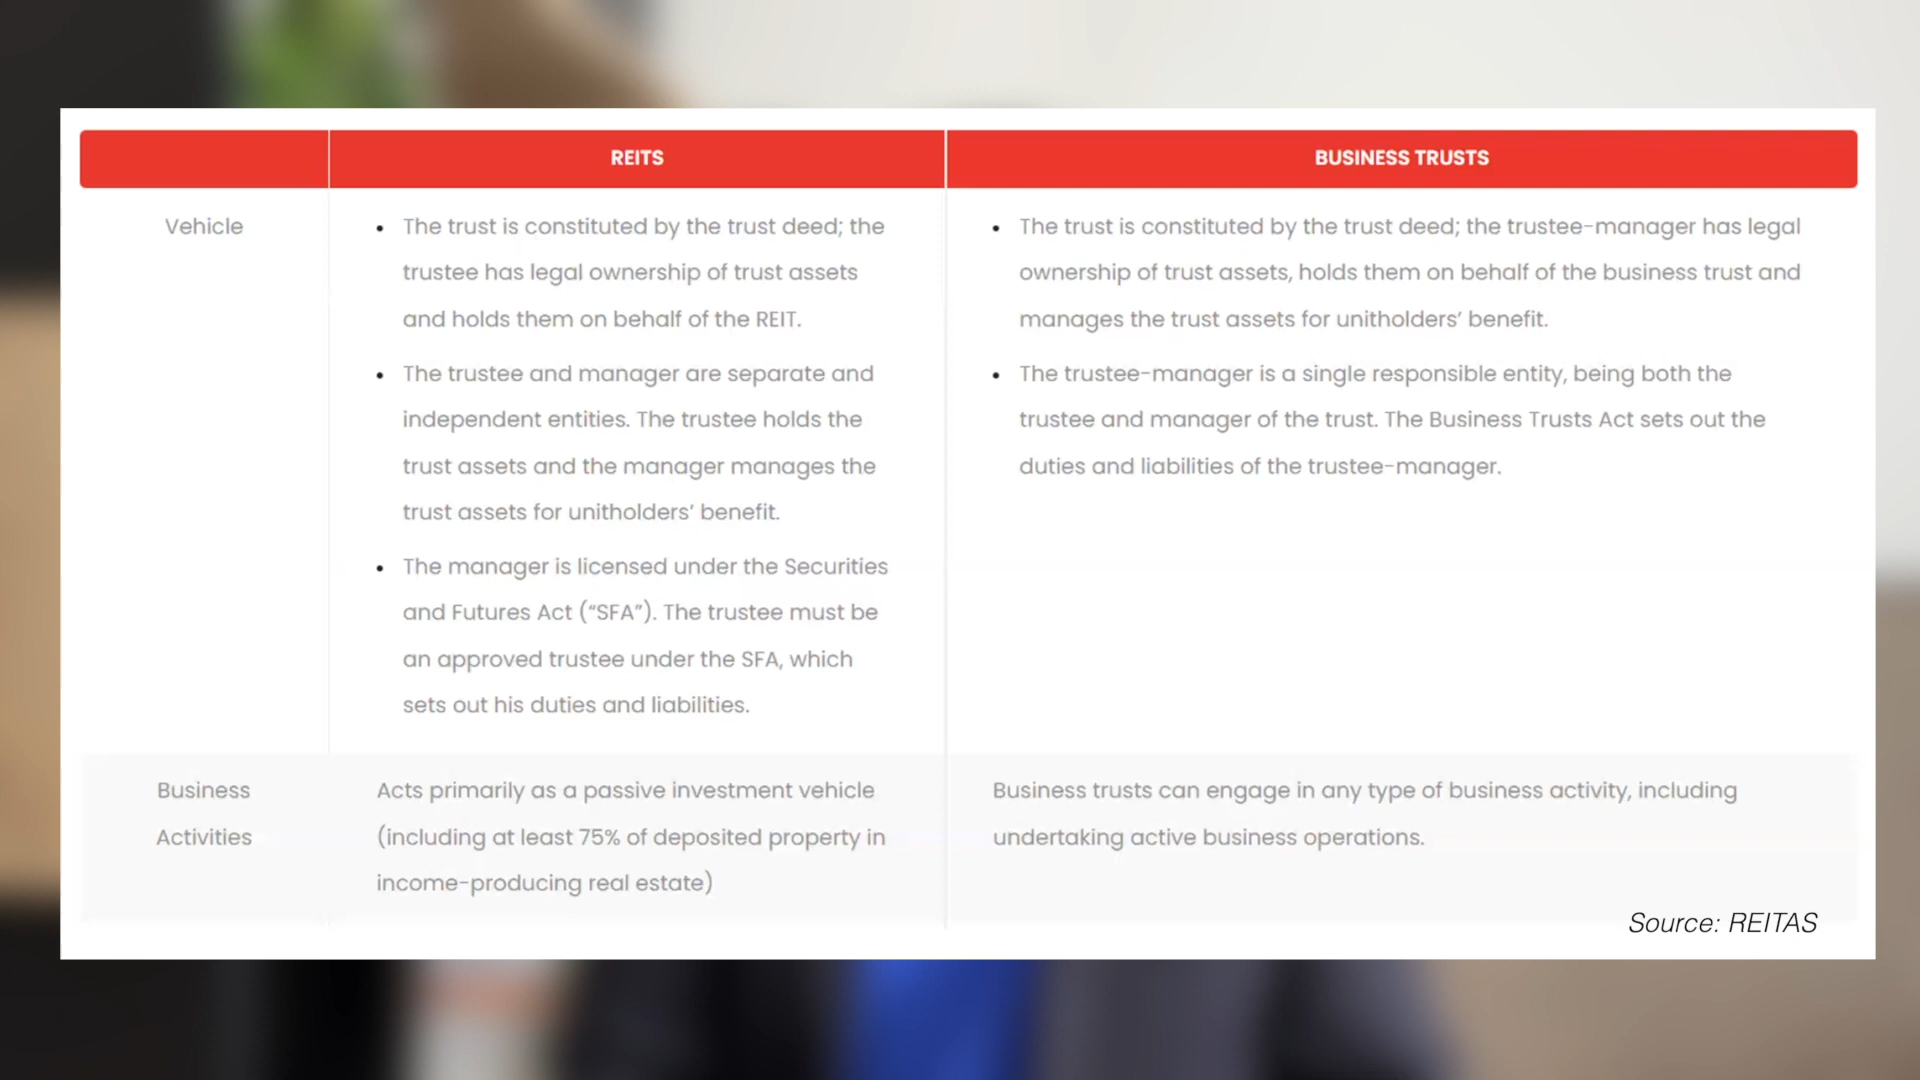 REITS
BUSINESS TRUSTS
Vehicle
• The trust is constituted by the trust deed; the
trustee has legal ownership of trust assets
and holds them on behalf of the REIT.
• The trustee and manager are separate and
independent entities. The trustee holds the
trust assets and the manager manages the
trust assets for unitholders’ benefit.
• The manager is licensed under the Securities
and Futures Act (“SFA”). The trustee must be
an approved trustee under the SFA, which
sets out his duties and liabilities.
• The trust is constituted by the trust deed; the trustee-manager has legal
ownership of trust assets, holds them on behalf of the business trust and
manages the trust assets for unitholders’ benefit.
• The trustee-manager is a single responsible entity, being both the
trustee and manager of the trust. The Business Trusts Act sets out the
duties and liabilities of the trustee-manager.
Business
Activities
Acts primarily as a passive investment vehicle
(including at least 75% of deposited property in
income-producing real estate)
Business trusts can engage in any type of business activity, including
undertaking active business operations.
Source: REITAS